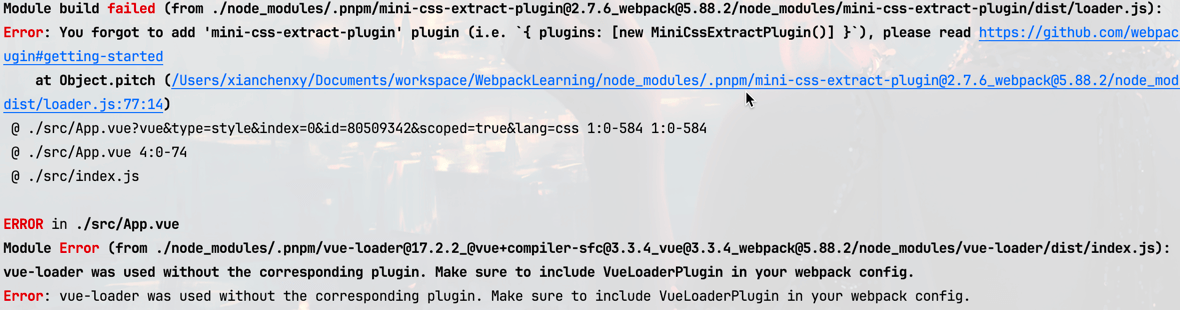 Module build failed (from ./node_modules/.pnpm/mini-css-extract-plugin@2.7.6_webpack@5.88.2/node_modules/mini-css-extract-plugin/dist/loader.js):
Error: You forgot to add 'mini-css-extract-plugin' plugin (i.e. `{ plugins: [new MiniCssExtractPlugin()] }`), please read https://github.com/webpac
ugin#getting-started
    at Object.pitch (/Users/xianchenxy/Documents/workspace/WebpackLearning/node_modules/.pnpm/mini-css-extract-plugin@2.7.6_webpack@5.88.2/node_mod
dist/loader.js:77:14)
 @ ./src/App.vue?vue&type=style&index=0&id=80509342&scoped=true&lang=css 1:0-584 1:0-584
 @ ./src/App.vue 4:0-74
 @ ./src/index.js

ERROR in ./src/App.vue
Module Error (from ./node_modules/.pnpm/vue-loader@17.2.2_@vue+compiler-sfc@3.3.4_vue@3.3.4_webpack@5.88.2/node_modules/vue-loader/dist/index.js):
vue-loader was used without the corresponding plugin. Make sure to include VueLoaderPlugin in your webpack config.
Error: vue-loader was used without the corresponding plugin. Make sure to include VueLoaderPlugin in your webpack config.